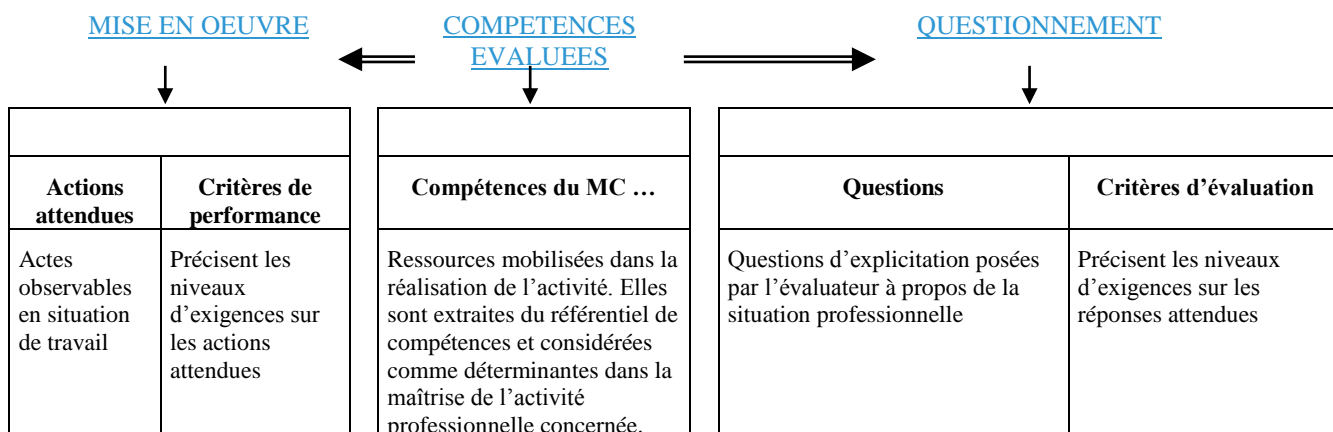 MISE EN OEUVRE
COMPETENCES
EVALUEES
QUESTIONNEMENT
Actions
attendues
Critères de
performance
Compétences du MC …
Questions
Critères d’évaluation
Actes
observables
en situation
de travail
Précisent les
niveaux
d’exigences sur
les actions
attendues
Ressources mobilisées dans la
réalisation de l’activité. Elles
sont extraites du référentiel de
compétences et considérées
comme déterminantes dans la
maîtrise de l’activité
professionnelle concernée.
Questions d’explicitation posées
par l’évaluateur à propos de la
situation professionnelle
Précisent les niveaux
d’exigences sur les
réponses attendues